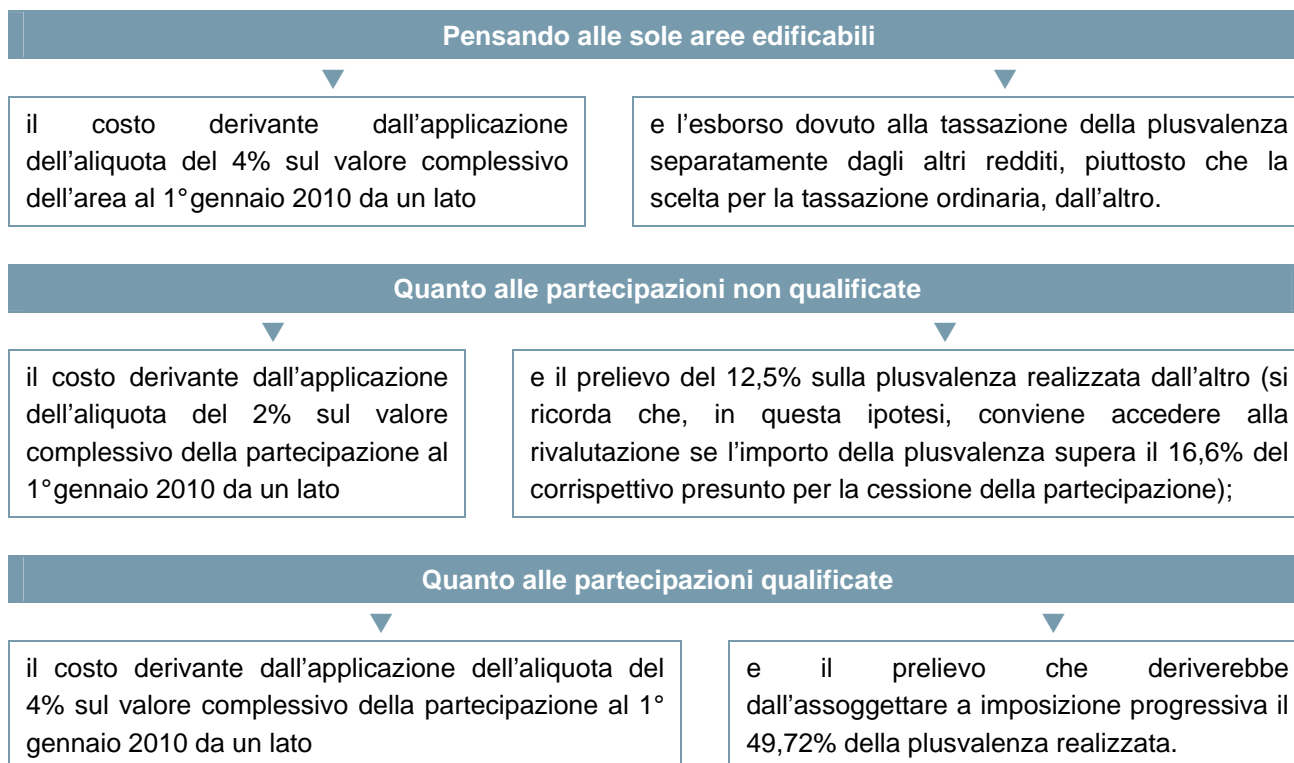 Pensando alle sole aree edificabili
il costo derivante dall'applicazione
dell'aliquota del 4% sul valore complessivo
dell'area al 1° gennaio 2010 da un lato
e l'esborso dovuto alla tassazione della plusvalenza
separatamente dagli altri redditi, piuttosto che la
scelta per la tassazione ordinaria, dall'altro.
Quanto alle partecipazioni non qualificate
il costo derivante dall'applicazione
dell'aliquota del 2% sul valore
complessivo della partecipazione al
1° gennaio 2010 da un lato
e il prelievo del 12,5% sulla plusvalenza realizzata dall'altro (si
ricorda che, in questa ipotesi, conviene accedere alla
rivalutazione se l'importo della plusvalenza supera il 16,6% del
corrispettivo presunto per la cessione della partecipazione);
Quanto alle partecipazioni qualificate
il costo derivante dall'applicazione dell'aliquota del
4% sul valore complessivo della partecipazione al 1°
gennaio 2010 da un lato
e il prelievo che deriverebbe
dall'assoggettare a imposizione progressiva il
49,72% della plusvalenza realizzata.